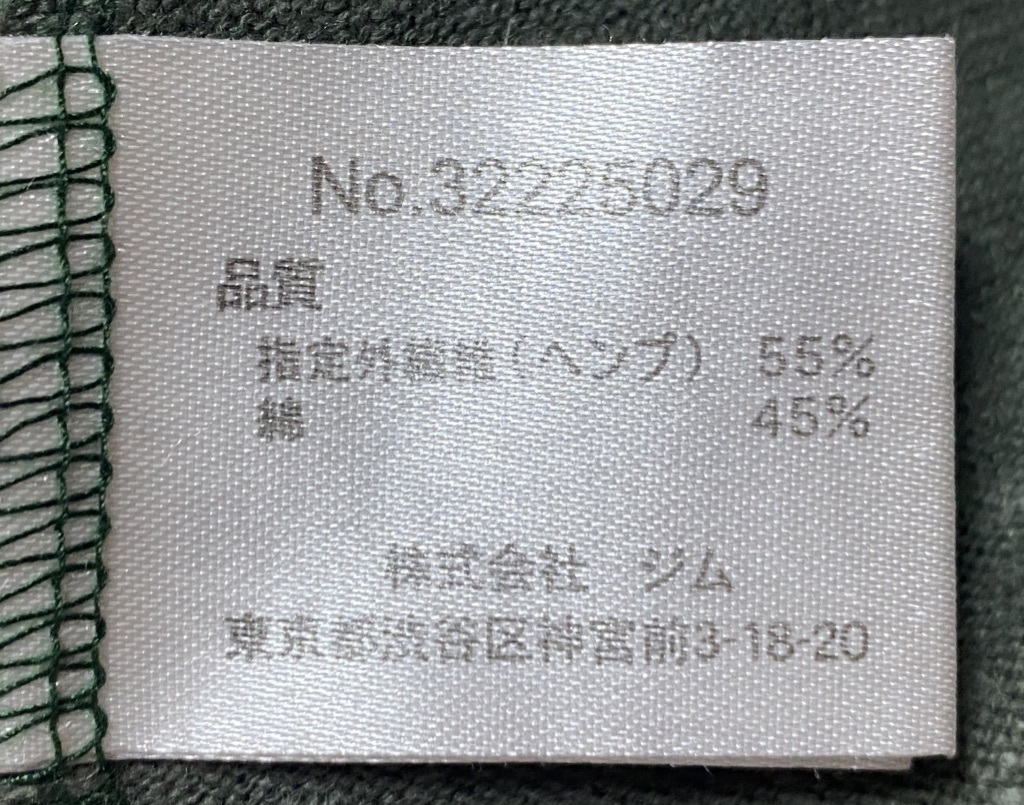 No.32225029
品質
指定外繊維(ヘンプ) 55%
綿 45%
株式会社 ジム
東京都渋谷区神宮前3-18-20